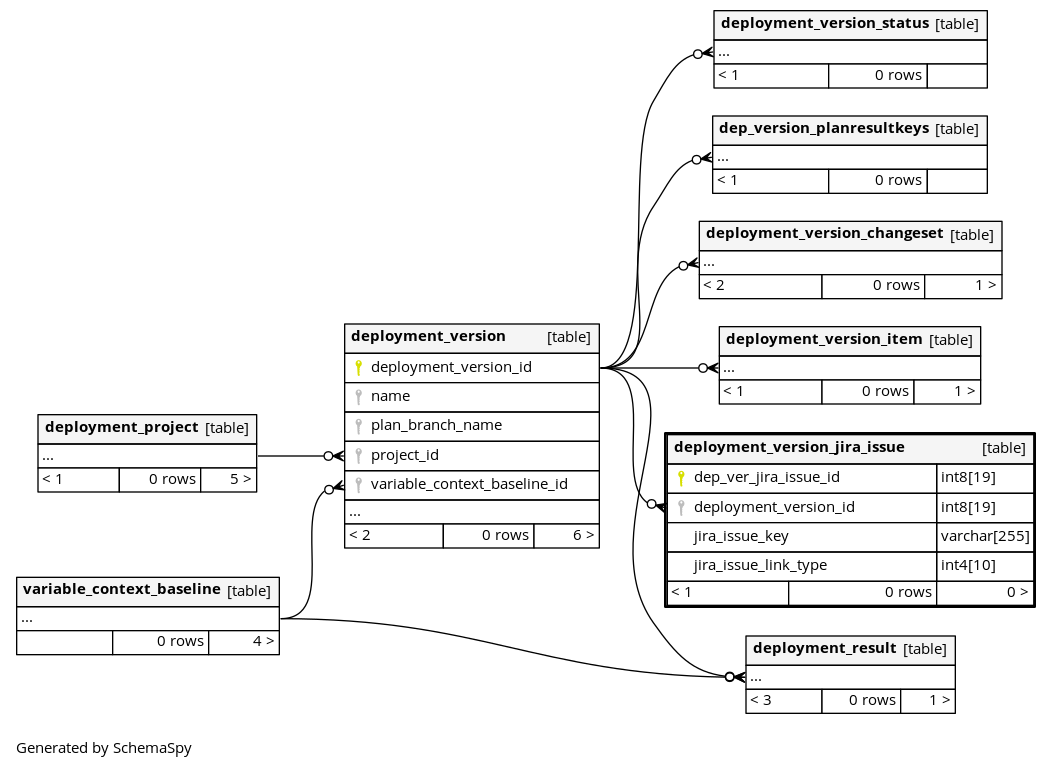 deployment_version_status [table]
...
< 1 0 rows
dep_version_planresultkeys [table]
...
< 1 0 rows
deployment_version_changeset [table]
...
< 2 0 rows 1 >
deployment_version [table]
deployment_version_id
name
plan_branch_name
project_id
variable_context_baseline_id
...
< 2 0 rows 6 >
deployment_version_item [table]
...
< 1 0 rows 1 >
deployment_project [table]
...
< 1 0 rows 5 >
deployment_version_jira_issue [table]
dep_ver_jira_issue_id int8[19]
deployment_version_id int8[19]
jira_issue_key varchar[255]
jira_issue_link_type int4[10]
< 1 0 rows 0 >
variable_context_baseline [table]
...
0 rows 4 >
deployment_result [table]
...
< 3 0 rows 1 >
Generated by SchemaSpy